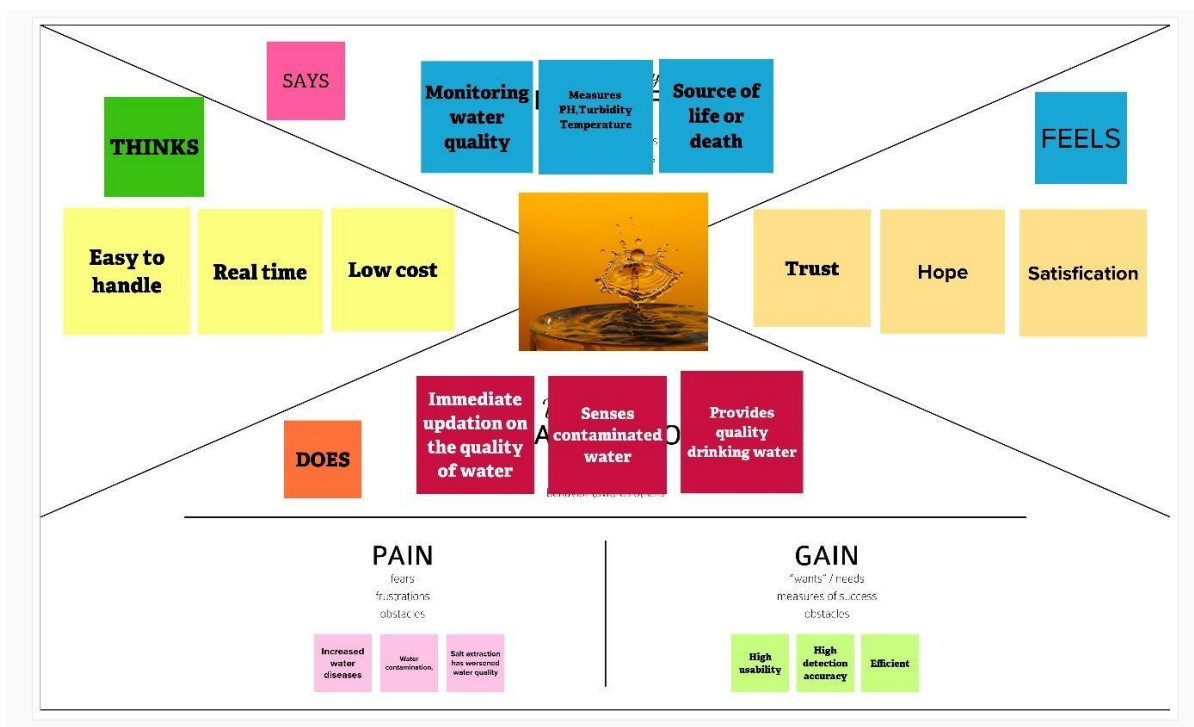 SAYS
Monitoring
water
quality
Measures
PH,Turbidity
Temperature
Source of
life or
death
THINKS
FEELS
Easy to
handle
Real time
Low cost
Trust
Hope
Satisfication
DOES
Immediate
updation on
the quality
of water
Senses
contaminated
water
Provides
quality
drinking water
PAIN
fears
frustrations
obstacles
Increased
water
diseases
Water
contamination.
Salt extraction
has worsened
water quality
GAIN
"wants" / needs
measures of success
obstacles
High
usability
High
detection
accuracy
Efficient